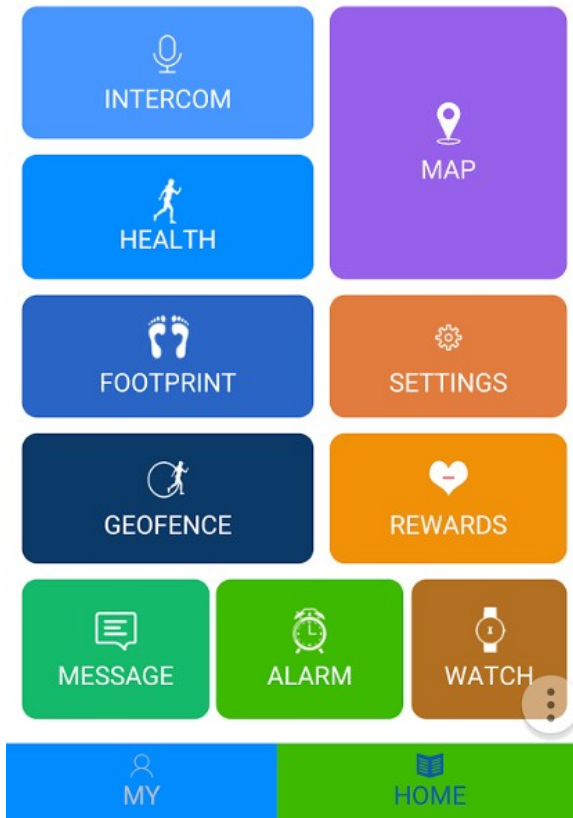 INTERCOM
MAP
HEALTH
FOOTPRINT
SETTINGS
GEOFENCE
REWARDS
MESSAGE
ALARM
WATCH
MY
HOME